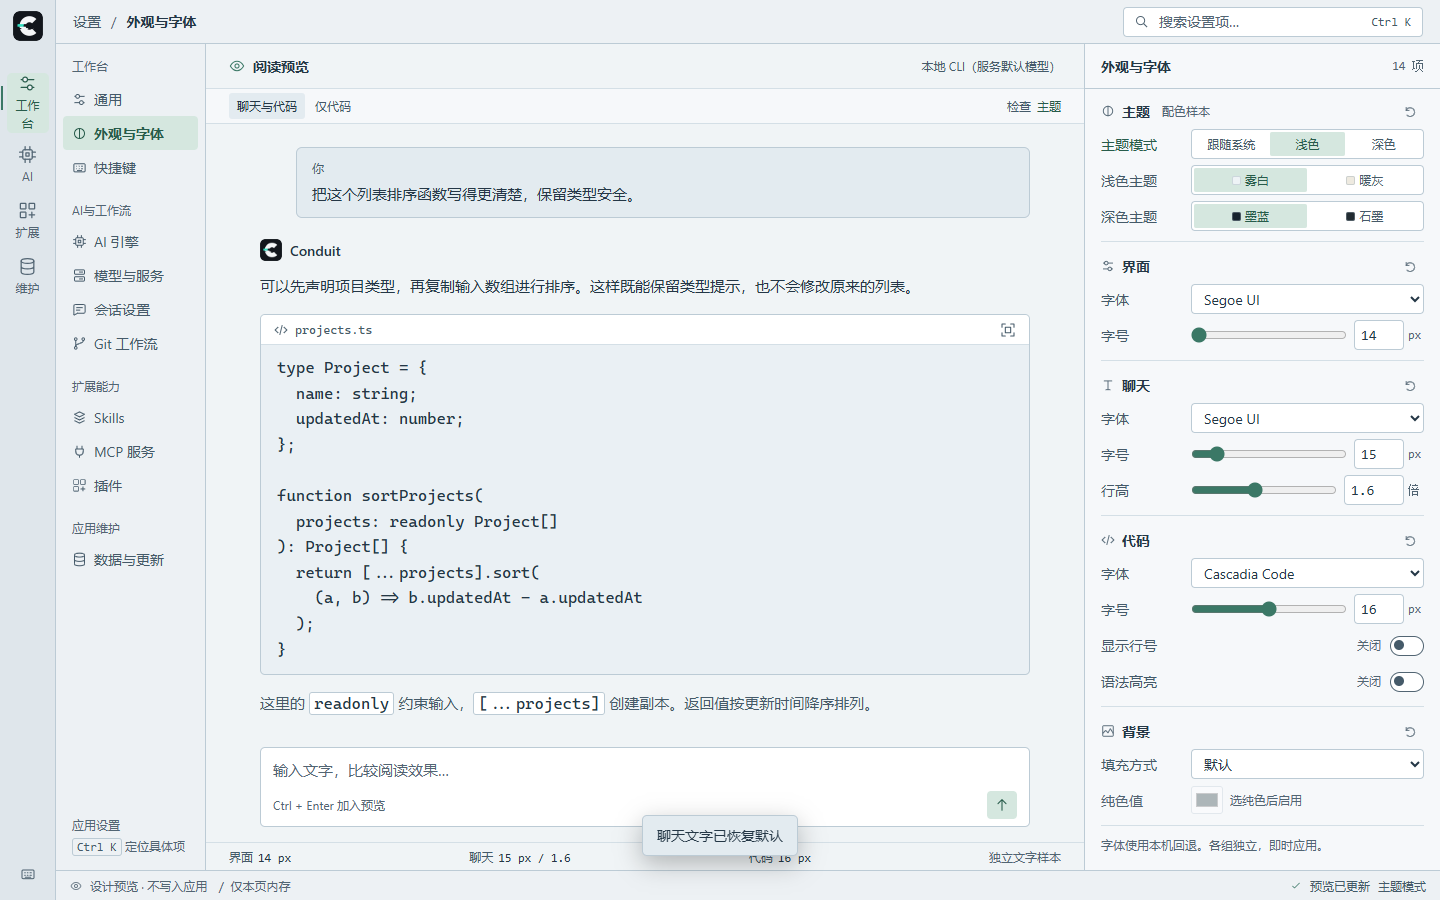 设置 / 外观与字体
搜索设置项... Ctrl K
工作台
AI
扩展
维护
工作台
通用
外观与字体
快捷键
AI与工作流
AI 引擎
模型与服务
会话设置
Git 工作流
扩展能力
Skills
MCP 服务
插件
应用维护
数据与更新
应用设置
Ctrl K 定位具体项
阅读预览
本地 CLI（服务默认模型）
聊天与代码 仅代码
检查 主题
你
把这个列表排序函数写得更清楚，保留类型安全。
Conduit
可以先声明项目类型，再复制输入数组进行排序。这样既能保留类型提示，也不会修改原来的列表。
projects.ts
type Project = {
name: string;
updatedAt: number;
};
function sortProjects(
projects: readonly Project[]
): Project[] {
return [...projects].sort(
(a, b) => b.updatedAt - a.updatedAt
);
}
这里的 readonly 约束输入，[...projects] 创建副本。返回值按更新时间降序排列。
输入文字，比较阅读效果...
Ctrl + Enter 加入预览
聊天文字已恢复默认
界面 14 px
聊天 15 px / 1.6
代码 16 px
独立文字样本
外观与字体
14 项
主题 配色样本
主题模式 跟随系统 浅色 深色
浅色主题 雾白 暖灰
深色主题 墨蓝 石墨
界面
字体 Segoe UI
字号 14 px
聊天
字体 Segoe UI
字号 15 px
行高 1.6 倍
代码
字体 Cascadia Code
字号 16 px
显示行号 关闭
语法高亮 关闭
背景
填充方式 默认
纯色值 选纯色后启用
字体使用本机回退。各组独立，即时应用。
设计预览 · 不写入应用 / 仅本页内存
预览已更新 主题模式